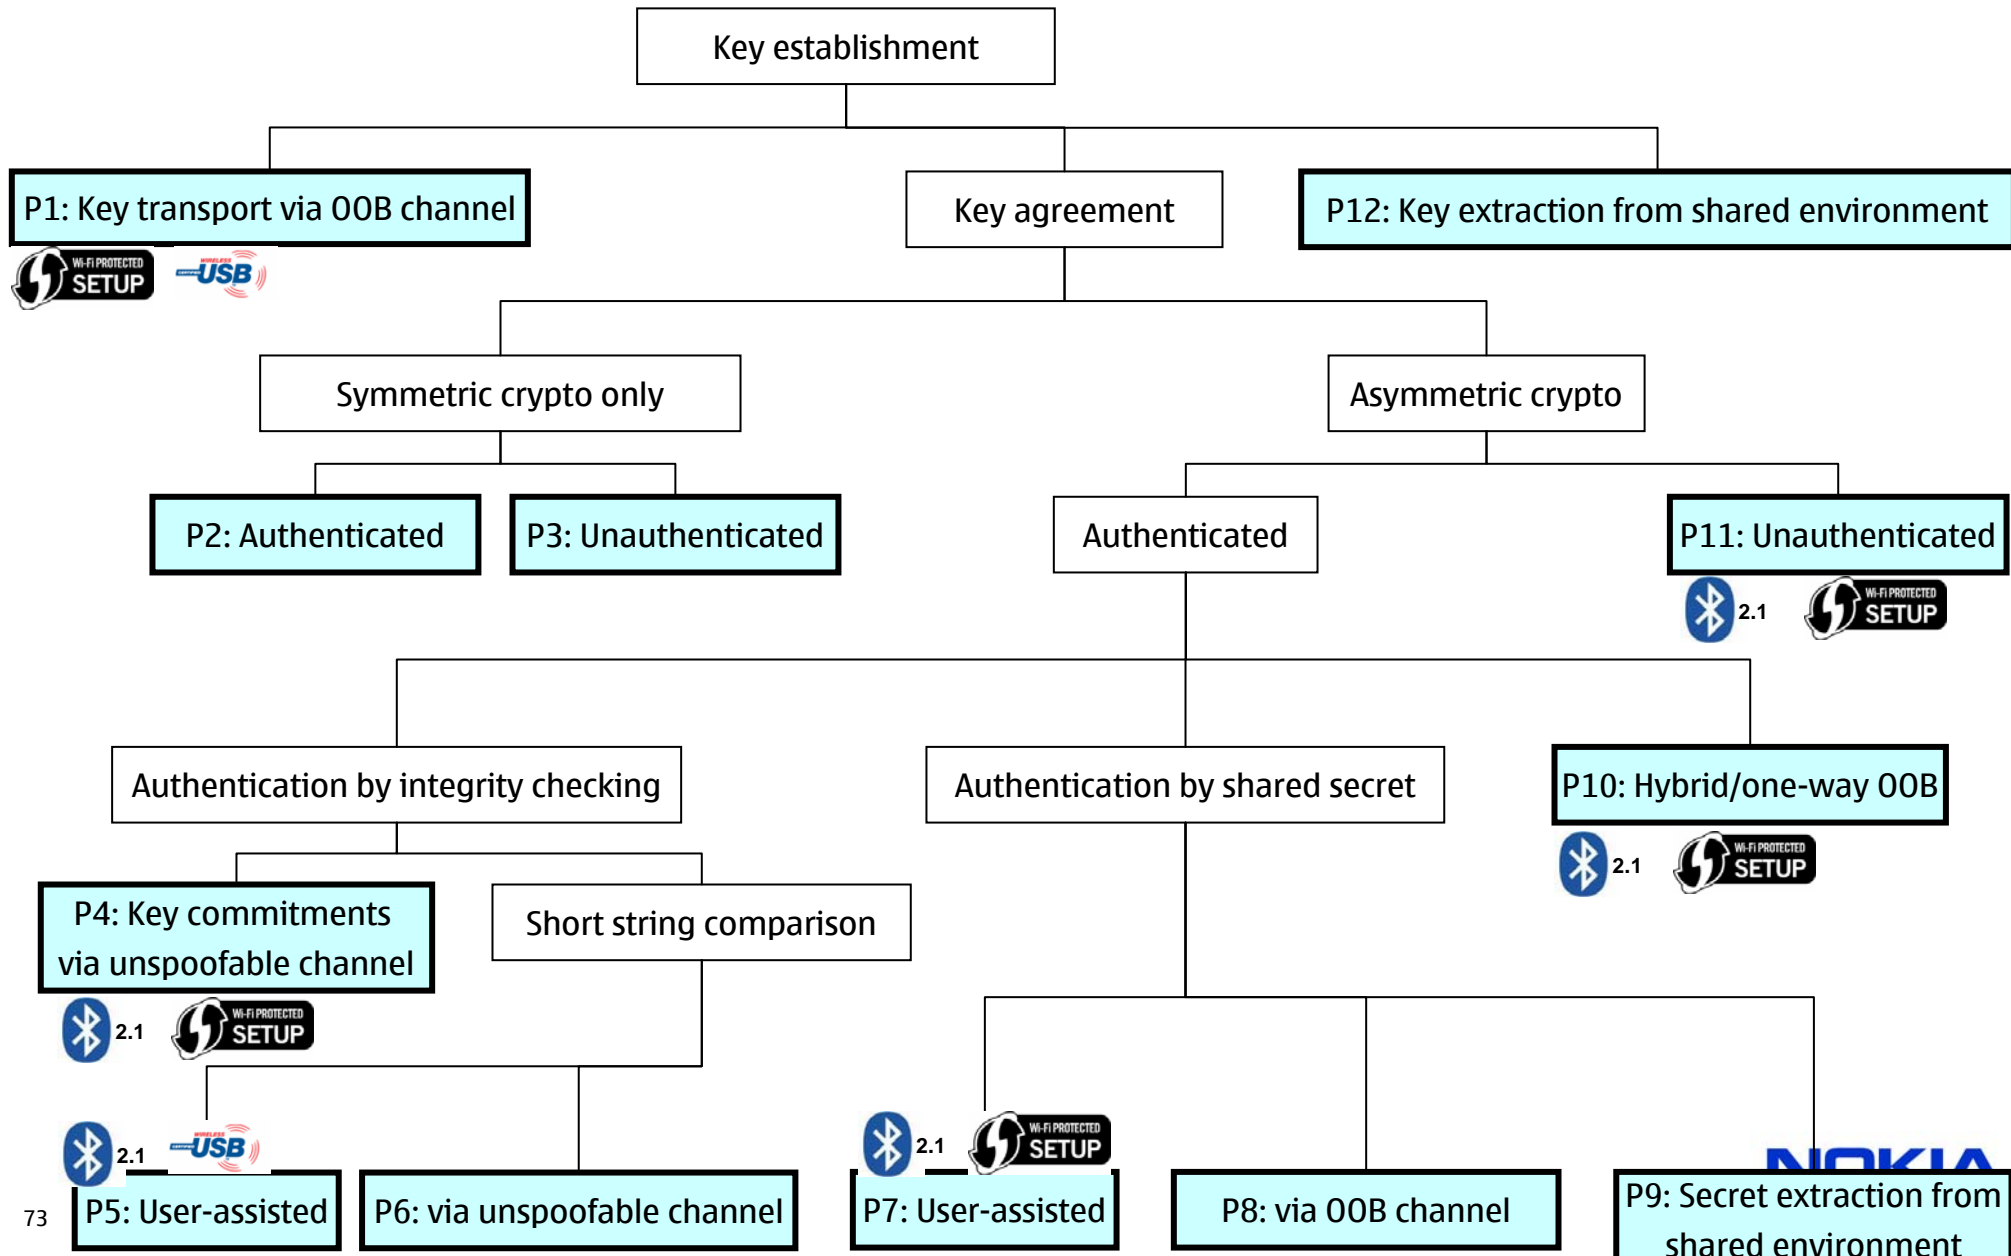 Key establishment
P1: Key transport via OOB channel
Key agreement
P12: Key extraction from shared environment
Wi-Fi PROTECTED
SETUP
WIRELESS
CERTIFIED
USB
Symmetric crypto only
Asymmetric crypto
P2: Authenticated
P3: Unauthenticated
Authenticated
P11: Unauthenticated
2.1
Wi-Fi PROTECTED
SETUP
Authentication by integrity checking
Authentication by shared secret
P10: Hybrid/one-way OOB
2.1
Wi-Fi PROTECTED
SETUP
P4: Key commitments
via unspoofable channel
Short string comparison
2.1
Wi-Fi PROTECTED
SETUP
2.1
WIRELESS
CERTIFIED
USB
2.1
Wi-Fi PROTECTED
SETUP
NOKIA
73
P5: User-assisted
P6: via unspoofable channel
P7: User-assisted
P8: via OOB channel
P9: Secret extraction from
shared environment